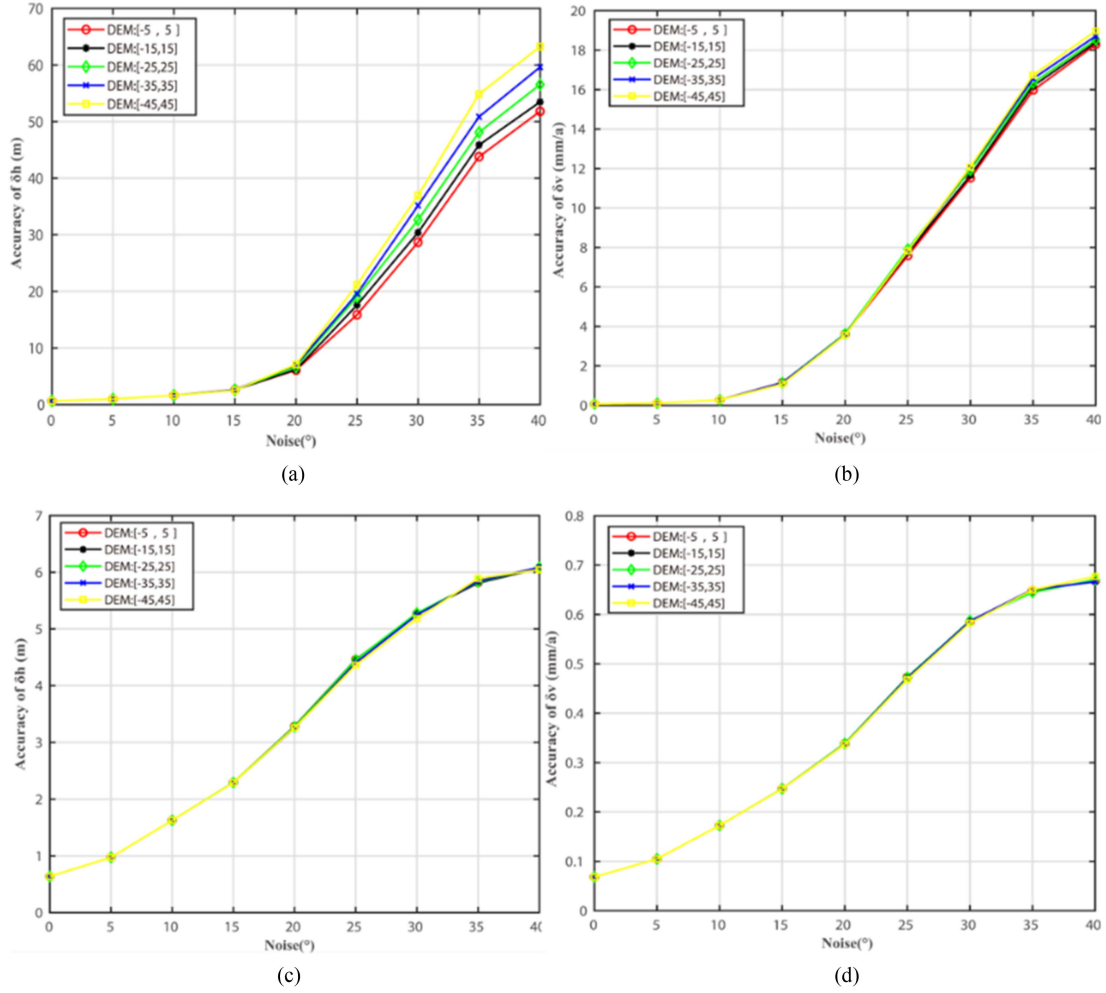 70
60
50
40
30
20
10
0
Accuracy of δh (m)
DEM:[-5 , 5 ]
DEM:[-15,15]
DEM:[-25,25]
DEM:[-35,35]
DEM:[-45,45]
0 5 10 15 20 25 30 35 40
Noise(°)
(a)
20
18
16
14
12
10
8
6
4
2
0
Accuracy of δv (mm/a)
DEM:[-5 , 5 ]
DEM:[-15,15]
DEM:[-25,25]
DEM:[-35,35]
DEM:[-45,45]
0 5 10 15 20 25 30 35 40
Noise(°)
(b)
7
6
5
4
3
2
1
0
Accuracy of δh (m)
DEM:[-5 , 5 ]
DEM:[-15,15]
DEM:[-25,25]
DEM:[-35,35]
DEM:[-45,45]
0 5 10 15 20 25 30 35 40
Noise(°)
(c)
0.8
0.7
0.6
0.5
0.4
0.3
0.2
0.1
0
Accuracy of δv (mm/a)
DEM:[-5 , 5 ]
DEM:[-15,15]
DEM:[-25,25]
DEM:[-35,35]
DEM:[-45,45]
0 5 10 15 20 25 30 35 40
Noise(°)
(d)